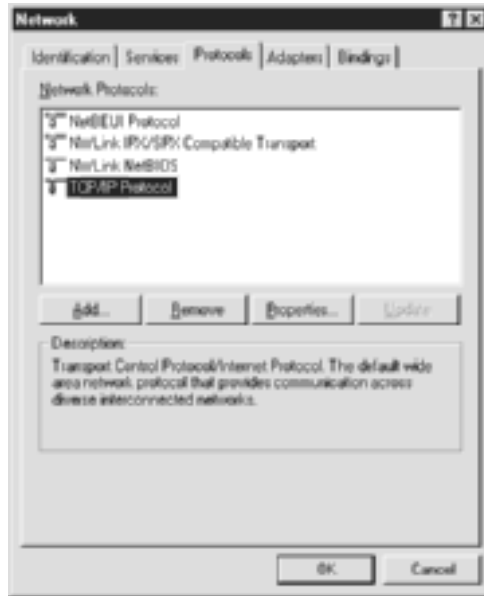 Network
Identification Services Protocols Adapters Bindings
Network Protocols:
NetBEUI Protocol
NWLink IPX/SPX Compatible Transport
NWLink NetBIOS
TCP/IP Protocol
Add... Remove Properties... Update
Description:
Transport Control Protocol/Internet Protocol. The default wide
area network protocol that provides communication across
diverse interconnected networks.
OK Cancel